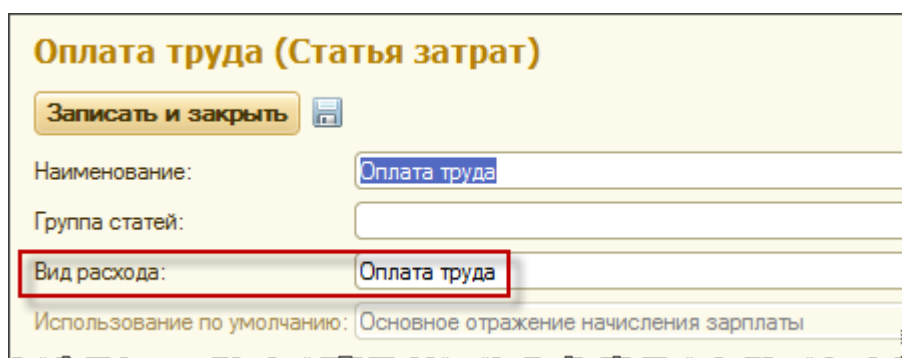 Оплата труда (Статья затрат)
Записать и закрыть
Наименование: Оплата труда
Группа статей:
Вид расхода: Оплата труда
Использование по умолчанию: Основное отражение начисления зарплаты